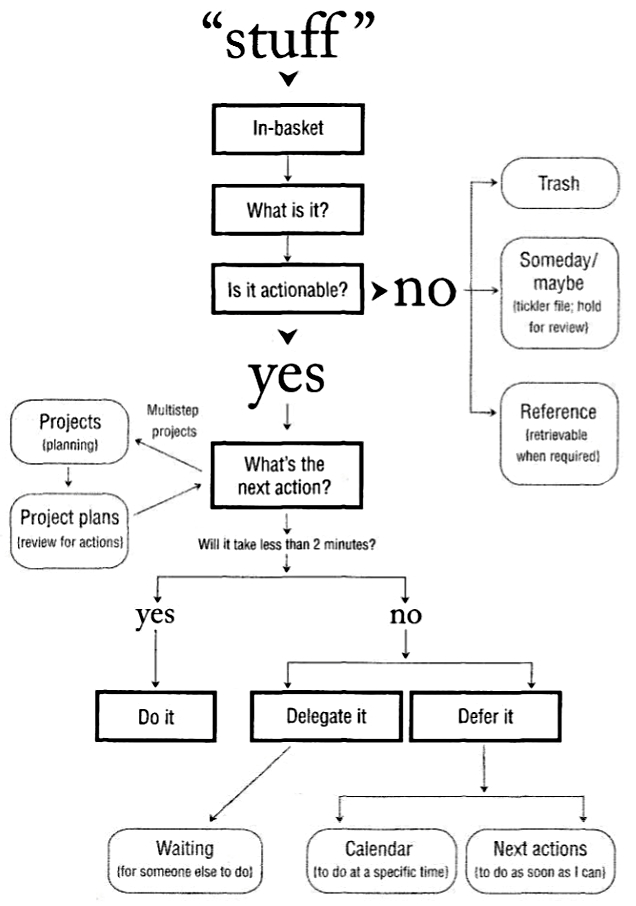 “stuff”
In-basket
What is it?
Is it actionable?
no
Trash
Someday/
maybe
(tickler file; hold
for review)
Reference
(retrievable
when required)
yes
Multistep
projects
Projects
(planning)
Project plans
(review for actions)
What's the
next action?
Will it take less than 2 minutes?
yes
no
Do it
Delegate it
Defer it
Waiting
(for someone else to do)
Calendar
(to do at a specific time)
Next actions
(to do as soon as I can)